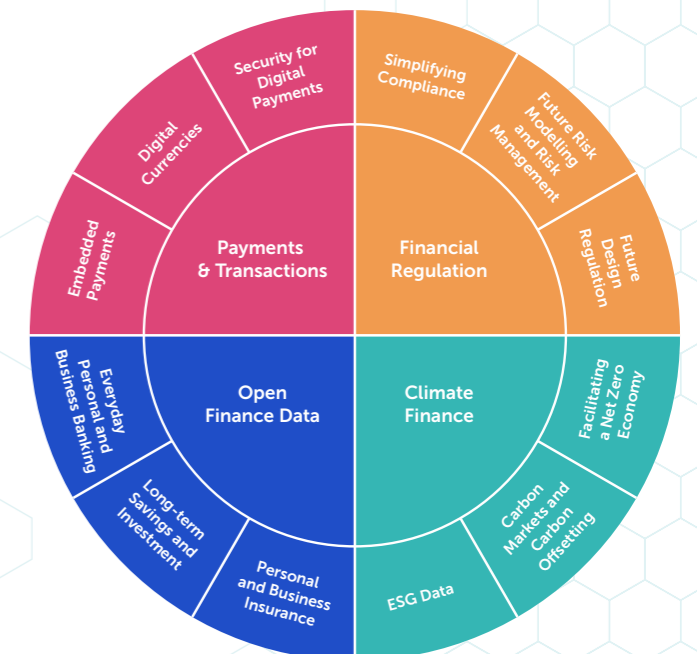 Security for
Digital
Payments
Digital
Currencies
Embedded
Payments
Payments
& Transactions
Simplifying
Compliance
Future Risk
Modelling
and Risk
Management
Future
Design
Regulation
Financial
Regulation
Everyday
Personal and
Business Banking
Long-term
Savings and
Investment
Personal
and Business
Insurance
Open
Finance Data
Climate
Finance
Facilitating
a Net Zero
Economy
Carbon
Markets and
Carbon
Offsetting
ESG Data